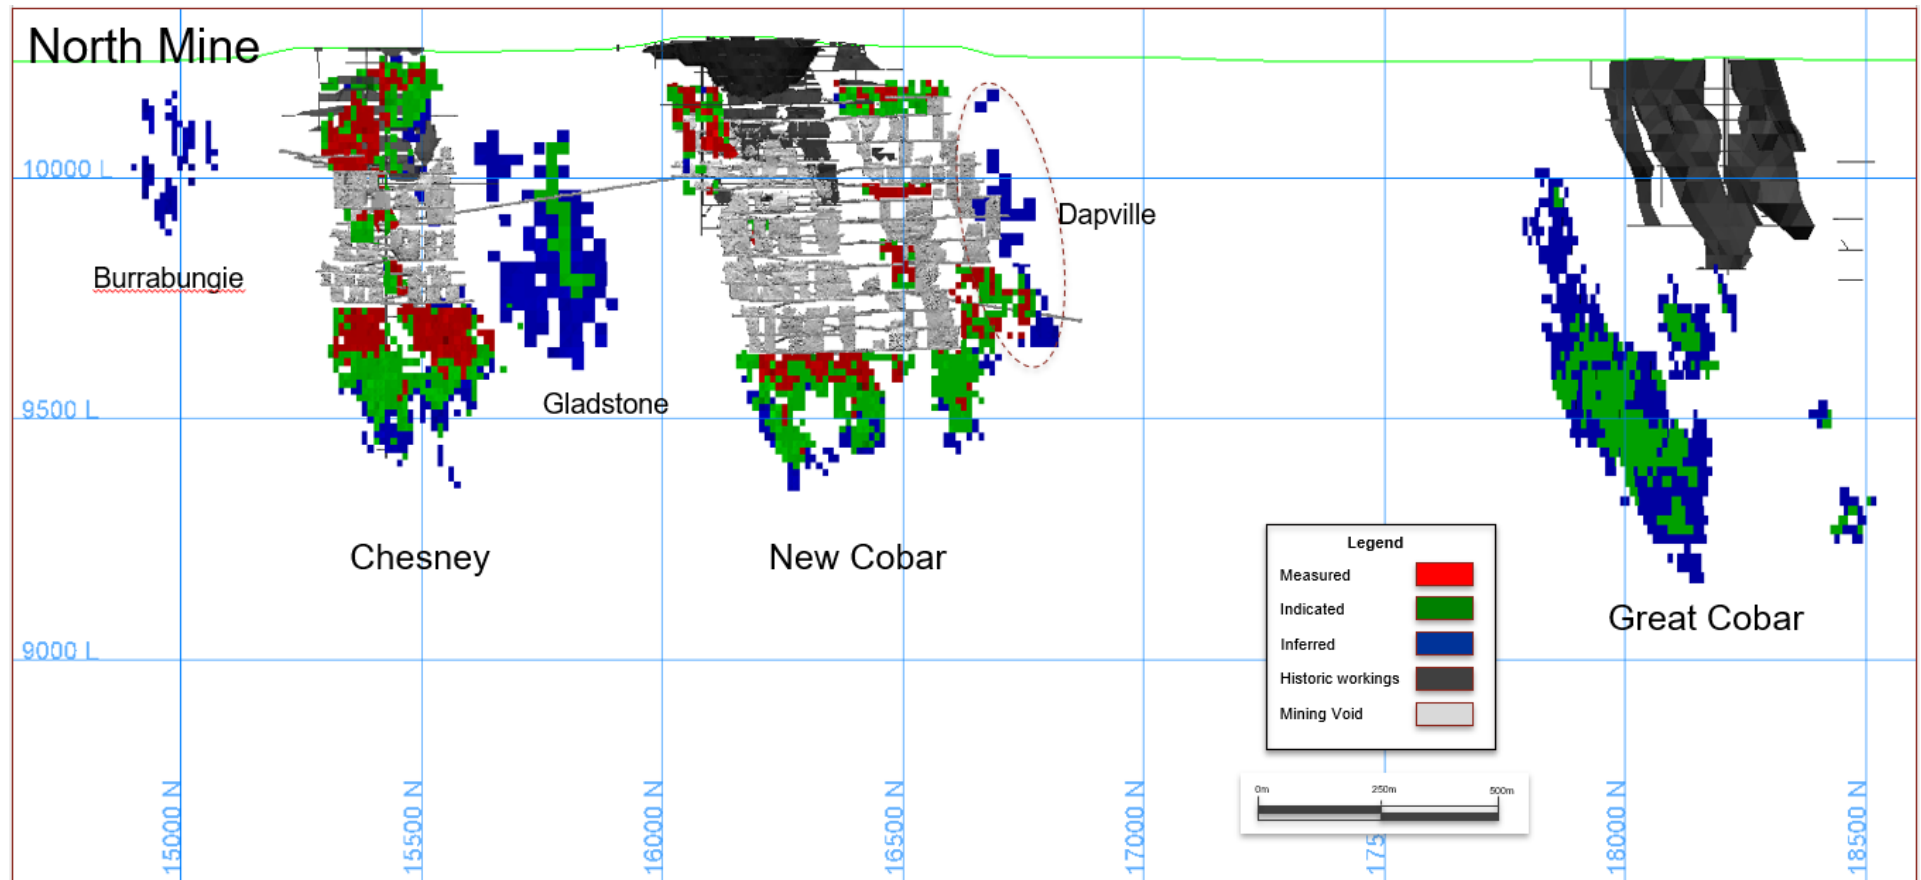 North Mine
10000 L
Dapville
Burrabungie
Gladstone
9500 L
Chesney
New Cobar
Great Cobar
Legend
Measured
Indicated
Inferred
Historic workings
Mining Void
9000 L
0m 250m 500m
15000 N
15500 N
16000 N
16500 N
17000 N
175
18000 N
18500 N